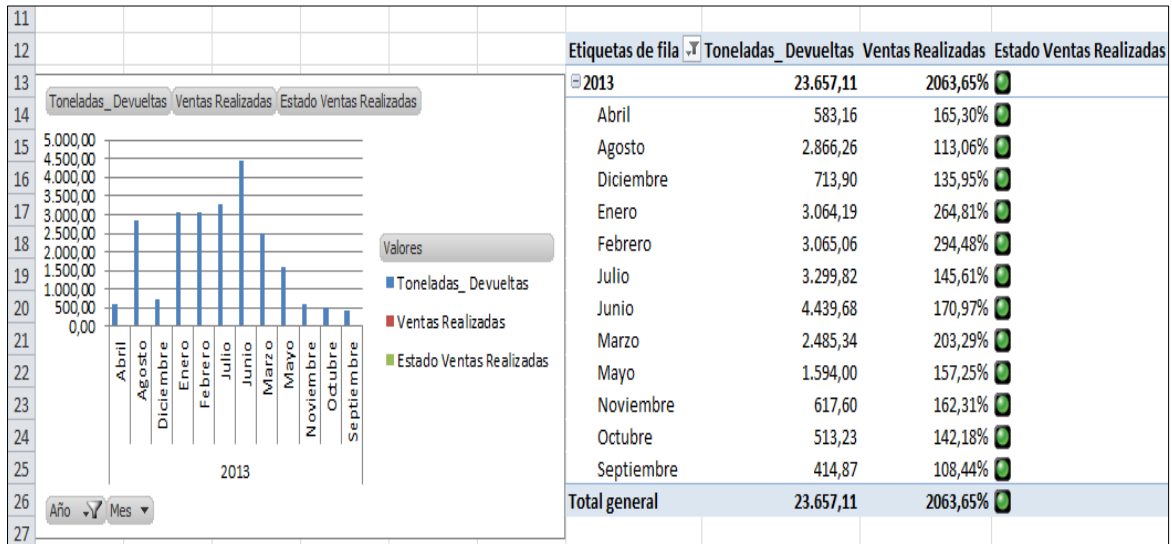 11
12
13
14
15
16
17
18
19
20
21
22
23
24
25
26
27
Toneladas_ Devueltas Ventas Realizadas Estado Ventas Realizadas
5.000,00
4.500,00
4.000,00
3.500,00
3.000,00
2.500,00
2.000,00
1.500,00
1.000,00
500,00
0,00
Abril
Agosto
Diciembre
Enero
Febrero
Julio
Junio
Marzo
Mayo
Noviembre
Octubre
Septiembre
2013
Valores
Toneladas_ Devueltas
Ventas Realizadas
Estado Ventas Realizadas
Año Mes
Etiquetas de fila Toneladas_ Devueltas Ventas Realizadas Estado Ventas Realizadas
2013 23.657,11 2063,65%
Abril 583,16 165,30%
Agosto 2.866,26 113,06%
Diciembre 713,90 135,95%
Enero 3.064,19 264,81%
Febrero 3.065,06 294,48%
Julio 3.299,82 145,61%
Junio 4.439,68 170,97%
Marzo 2.485,34 203,29%
Mayo 1.594,00 157,25%
Noviembre 617,60 162,31%
Octubre 513,23 142,18%
Septiembre 414,87 108,44%
Total general 23.657,11 2063,65%